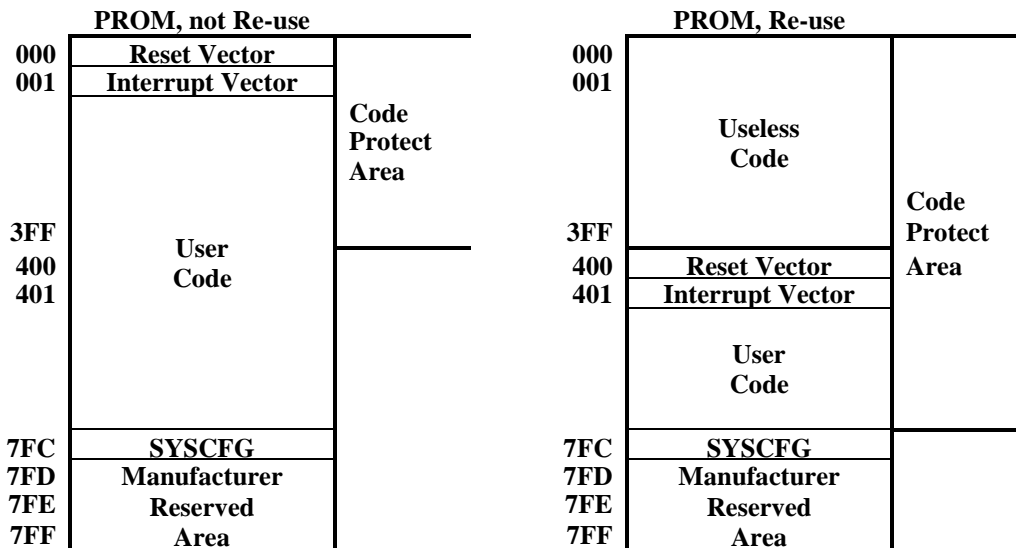 PROM, not Re-use
000 Reset Vector
001 Interrupt Vector
Code
Protect
Area
3FF
User
400
Code
401
7FC SYSCFG
7FD Manufacturer
7FE Reserved
7FF Area
PROM, Re-use
000
001
Useless
Code
3FF
400 Reset Vector
401 Interrupt Vector
Code
Protect
Area
User
Code
7FC SYSCFG
7FD Manufacturer
7FE Reserved
7FF Area